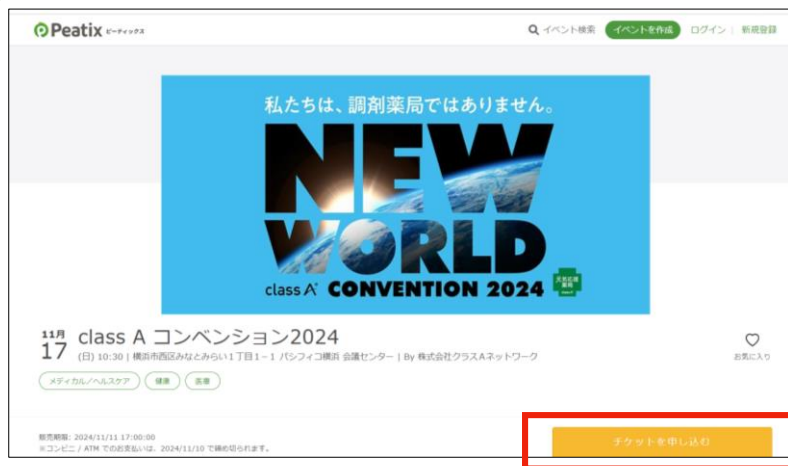 Peatix ピーティックス
イベント検索 イベントを作成 ログイン | 新規登録
私たちは、調剤薬局ではありません。
NEW
WORLD
class A CONVENTION 2024
11月
17
class A コンベンション2024
(日) 10:30 | 横浜市西区みなとみらい1丁目1-1 パシフィコ横浜 会議センター | By 株式会社クラスAネットワーク
お気に入り
メディカル/ヘルスケア 健康 医療
販売期限: 2024/11/11 17:00:00
※コンビニ / ATM でのお支払いは、2024/11/10 で締め切られます。
チケットを申し込む